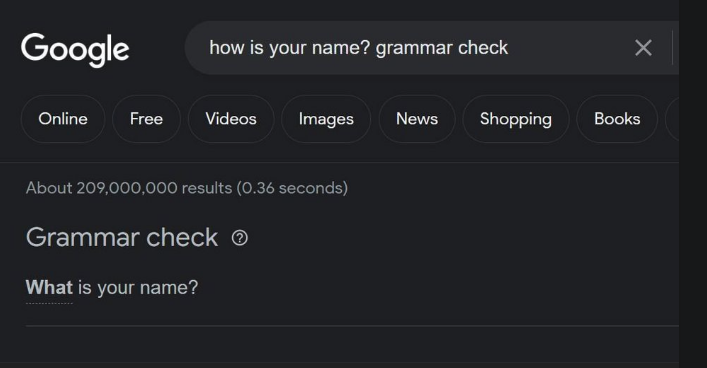 Google
how is your name? grammar check
Online Free Videos Images News Shopping Books
About 209,000,000 results (0.36 seconds)
Grammar check
What is your name?